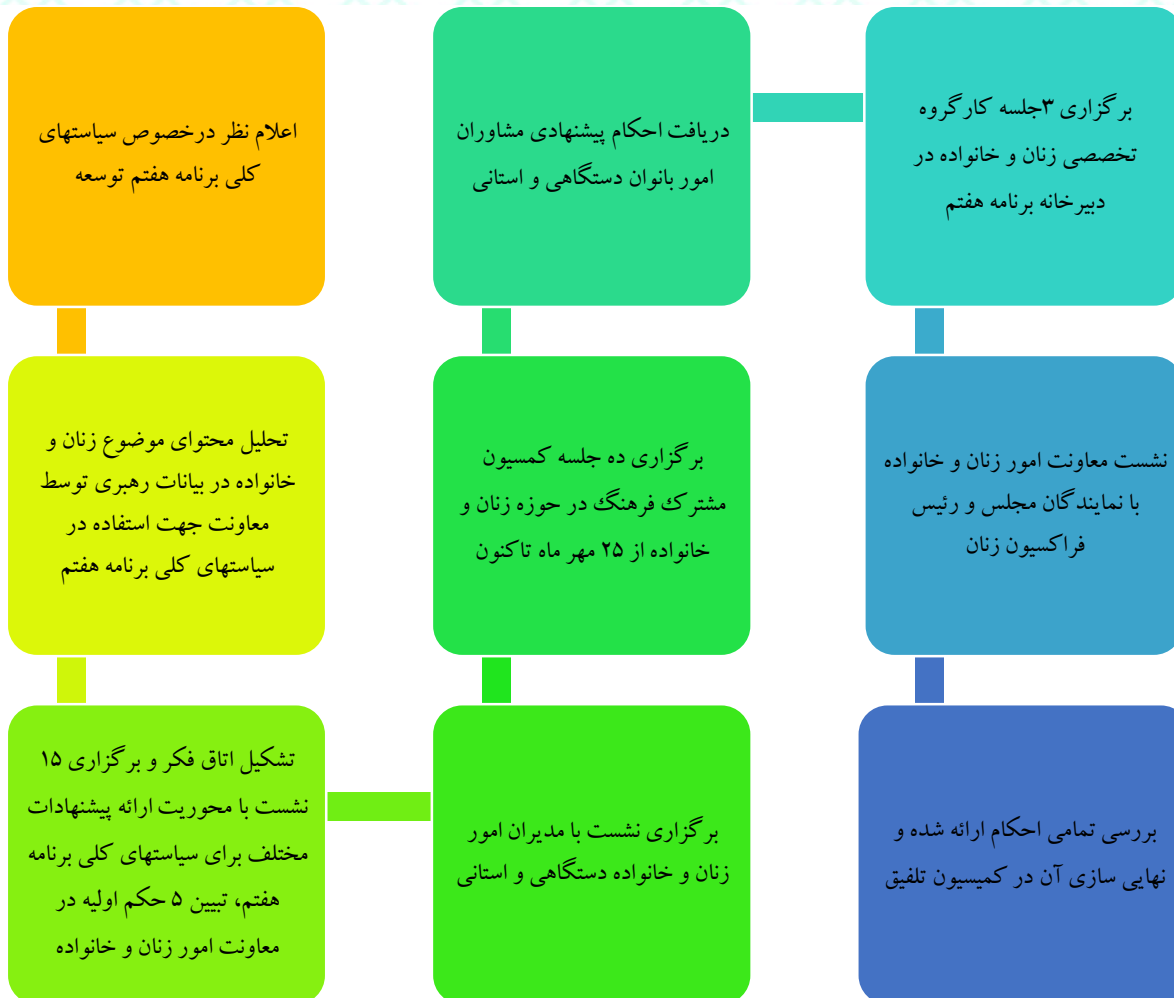 اعلام نظر درخصوص سیاستهای
کلی برنامه هفتم توسعه
تحلیل محتوای موضوع زنان و
خانواده در بیانات رهبری توسط
معاونت جهت استفاده در
سیاستهای کلی برنامه هفتم
تشکیل اتاق فکر و برگزاری ۱۵
نشست با محوریت ارائه پیشنهادات
مختلف برای سیاستهای کلی برنامه
هفتم، تبیین ۵ حکم اولیه در
معاونت امور زنان و خانواده
برگزاری نشست با مدیران امور
زنان و خانواده دستگاهی و استانی
برگزاری ده جلسه کمسیون
مشترک فرهنگ در حوزه زنان و
خانواده از ۲۵ مهر ماه تاکنون
دریافت احکام پیشنهادی مشاوران
امور بانوان دستگاهی و استانی
برگزاری ۳جلسه کارگروه
تخصصی زنان و خانواده در
دبیرخانه برنامه هفتم
نشست معاونت امور زنان و خانواده
با نمایندگان مجلس و رئیس
فراکسیون زنان
بررسی تمامی احکام ارائه شده و
نهایی سازی آن در کمیسیون تلفیق